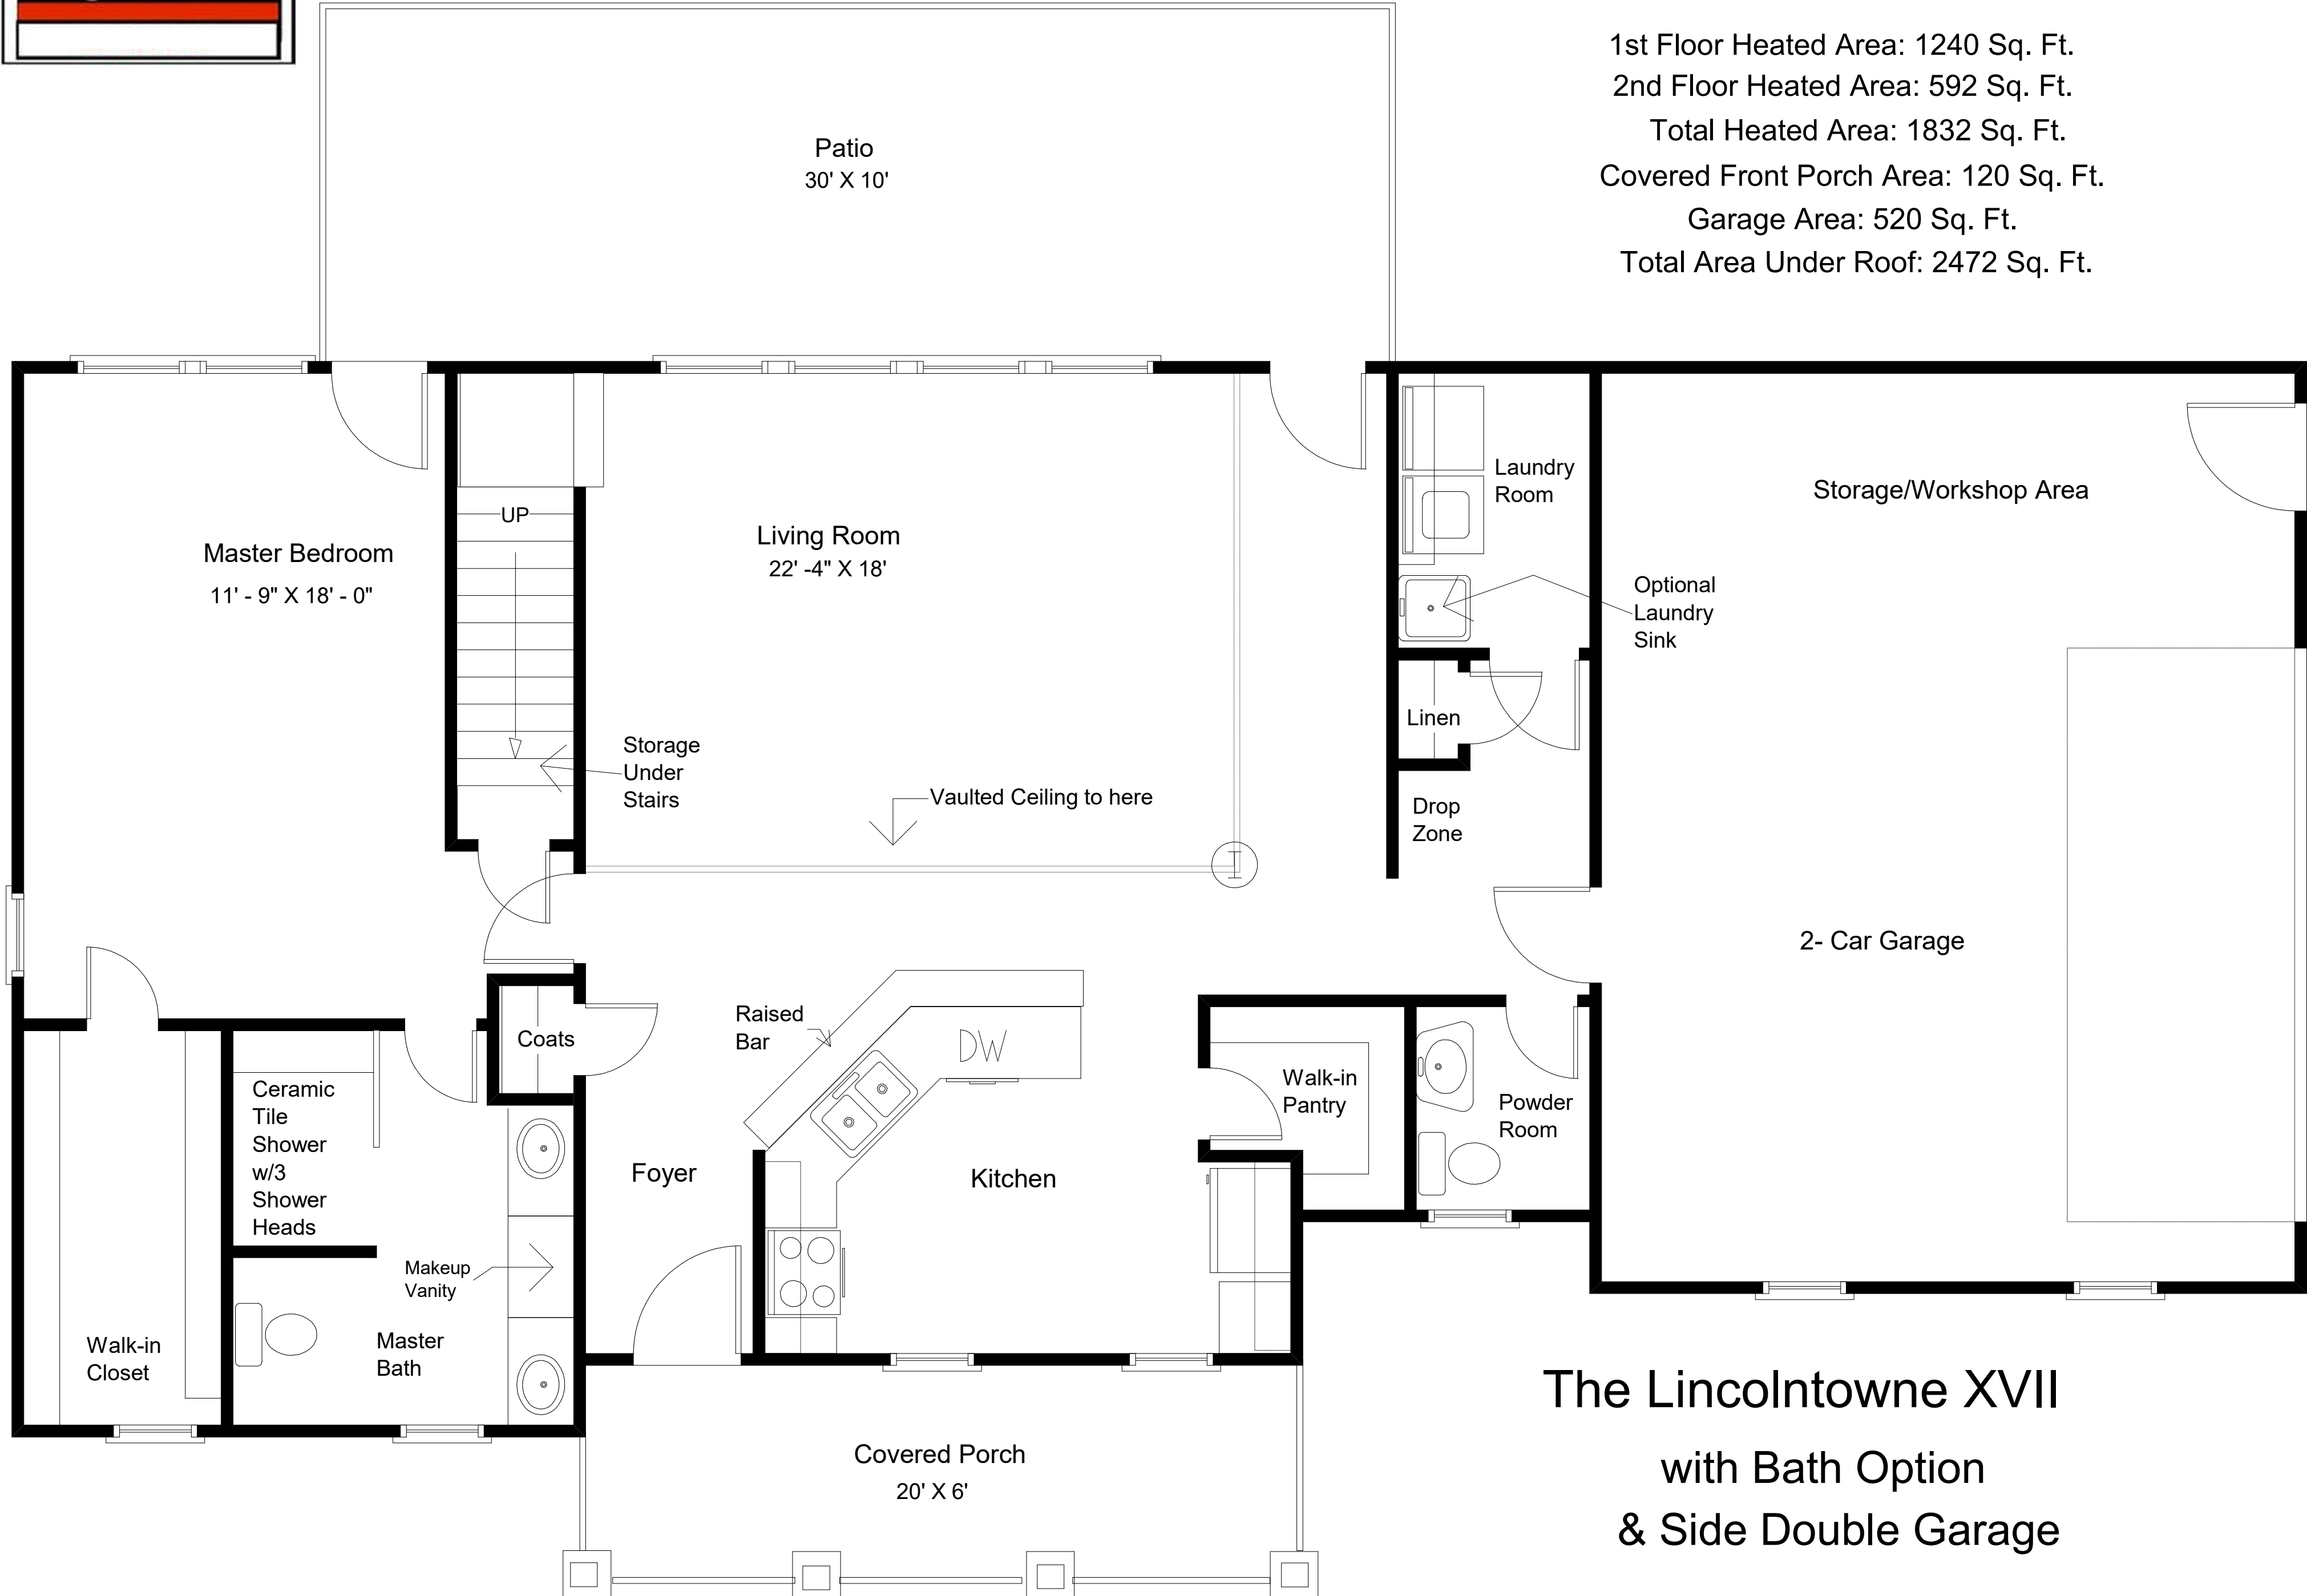 1st Floor Heated Area: 1240 Sq. Ft.
2nd Floor Heated Area: 592 Sq. Ft.
Total Heated Area: 1832 Sq. Ft.
Covered Front Porch Area: 120 Sq. Ft.
Garage Area: 520 Sq. Ft.
Total Area Under Roof: 2472 Sq. Ft.
Patio
30' X 10'
Master Bedroom
11' - 9" X 18' - 0"
UP
Living Room
22' -4" X 18'
Laundry
Room
Storage/Workshop Area
Optional
Laundry
Sink
Storage
Under
Stairs
Vaulted Ceiling to here
Linen
Drop
Zone
2- Car Garage
Coats
Raised
Bar
DW
Walk-in
Pantry
Powder
Room
Ceramic
Tile
Shower
w/3
Shower
Heads
Foyer
Kitchen
Makeup
Vanity
Master
Bath
Walk-in
Closet
Covered Porch
20' X 6'
The Lincolntowne XVII
with Bath Option
& Side Double Garage